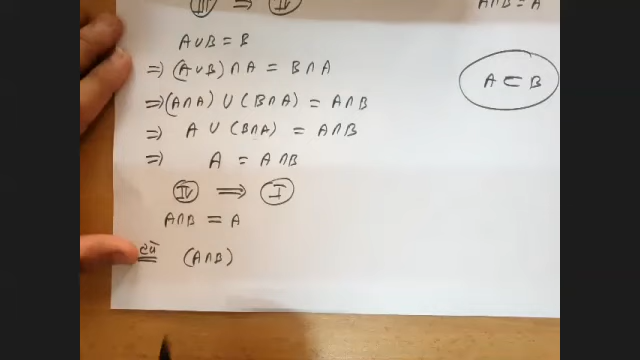 III ⟹ IV
A∩B = A
A∪B = B
⟹ (A∪B)∩A = B∩A
⟹ (A∩A) ∪ (B∩A) = A∩B
⟹ A ∪ (B∩A) = A∩B
⟹ A = A∩B
A ⊂ B
IV ⟹ I
A∩B = A
(A∩B)